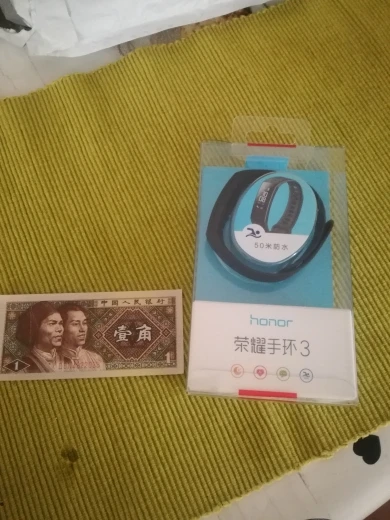 50米防水
honor
荣耀手环3
中国人民银行
壹角
1
1